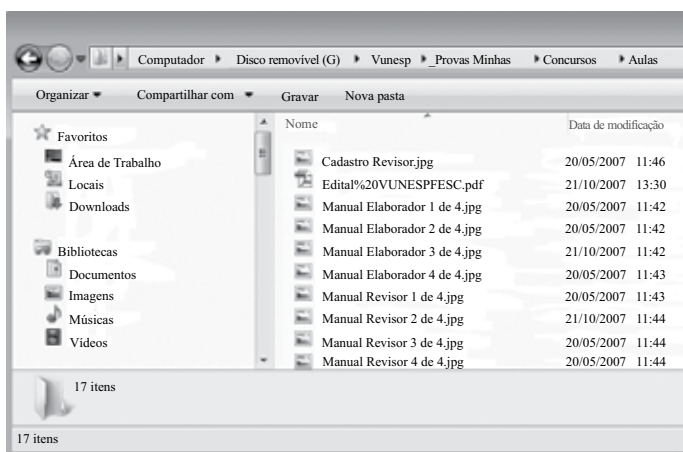 Computador Disco removível (G) Vunesp _Provas Minhas Concursos Aulas
Organizar Compartilhar com Gravar Nova pasta
Nome Data de modificação
Favoritos
Área de Trabalho
Locais
Downloads
Bibliotecas
Documentos
Imagens
Músicas
Vídeos
Cadastro Revisor.jpg 20/05/2007 11:46
Edital%20VUNESPFESC.pdf 21/10/2007 13:30
Manual Elaborador 1 de 4.jpg 20/05/2007 11:42
Manual Elaborador 2 de 4.jpg 20/05/2007 11:42
Manual Elaborador 3 de 4.jpg 21/10/2007 11:42
Manual Elaborador 4 de 4.jpg 20/05/2007 11:43
Manual Revisor 1 de 4.jpg 20/05/2007 11:43
Manual Revisor 2 de 4.jpg 21/10/2007 11:44
Manual Revisor 3 de 4.jpg 20/05/2007 11:44
Manual Revisor 4 de 4.jpg 20/05/2007 11:44
17 itens
17 itens